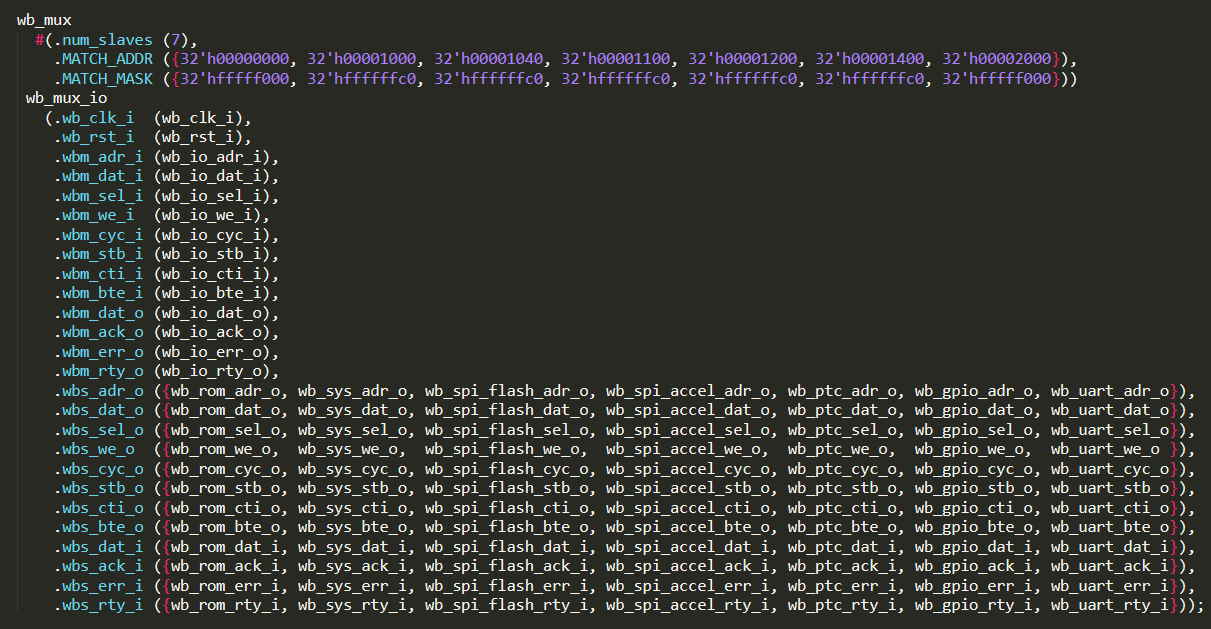 wb_mux
#(.num_slaves (7),
.MATCH_ADDR ({32'h00000000, 32'h00001000, 32'h00001040, 32'h00001100, 32'h00001200, 32'h00001400, 32'h00002000}),
.MATCH_MASK ({32'hfffff000, 32'hffffffc0, 32'hffffffc0, 32'hffffffc0, 32'hffffffc0, 32'hffffffc0, 32'hfffff000}))
wb_mux_io
(.wb_clk_i (wb_clk_i),
.wb_rst_i (wb_rst_i),
.wbm_adr_i (wb_io_adr_i),
.wbm_dat_i (wb_io_dat_i),
.wbm_sel_i (wb_io_sel_i),
.wbm_we_i (wb_io_we_i),
.wbm_cyc_i (wb_io_cyc_i),
.wbm_stb_i (wb_io_stb_i),
.wbm_cti_i (wb_io_cti_i),
.wbm_bte_i (wb_io_bte_i),
.wbm_dat_o (wb_io_dat_o),
.wbm_ack_o (wb_io_ack_o),
.wbm_err_o (wb_io_err_o),
.wbm_rty_o (wb_io_rty_o),
.wbs_adr_o ({wb_rom_adr_o, wb_sys_adr_o, wb_spi_flash_adr_o, wb_spi_accel_adr_o, wb_ptc_adr_o, wb_gpio_adr_o, wb_uart_adr_o}),
.wbs_dat_o ({wb_rom_dat_o, wb_sys_dat_o, wb_spi_flash_dat_o, wb_spi_accel_dat_o, wb_ptc_dat_o, wb_gpio_dat_o, wb_uart_dat_o}),
.wbs_sel_o ({wb_rom_sel_o, wb_sys_sel_o, wb_spi_flash_sel_o, wb_spi_accel_sel_o, wb_ptc_sel_o, wb_gpio_sel_o, wb_uart_sel_o}),
.wbs_we_o ({wb_rom_we_o, wb_sys_we_o, wb_spi_flash_we_o, wb_spi_accel_we_o, wb_ptc_we_o, wb_gpio_we_o, wb_uart_we_o }),
.wbs_cyc_o ({wb_rom_cyc_o, wb_sys_cyc_o, wb_spi_flash_cyc_o, wb_spi_accel_cyc_o, wb_ptc_cyc_o, wb_gpio_cyc_o, wb_uart_cyc_o}),
.wbs_stb_o ({wb_rom_stb_o, wb_sys_stb_o, wb_spi_flash_stb_o, wb_spi_accel_stb_o, wb_ptc_stb_o, wb_gpio_stb_o, wb_uart_stb_o}),
.wbs_cti_o ({wb_rom_cti_o, wb_sys_cti_o, wb_spi_flash_cti_o, wb_spi_accel_cti_o, wb_ptc_cti_o, wb_gpio_cti_o, wb_uart_cti_o}),
.wbs_bte_o ({wb_rom_bte_o, wb_sys_bte_o, wb_spi_flash_bte_o, wb_spi_accel_bte_o, wb_ptc_bte_o, wb_gpio_bte_o, wb_uart_bte_o}),
.wbs_dat_i ({wb_rom_dat_i, wb_sys_dat_i, wb_spi_flash_dat_i, wb_spi_accel_dat_i, wb_ptc_dat_i, wb_gpio_dat_i, wb_uart_dat_i}),
.wbs_ack_i ({wb_rom_ack_i, wb_sys_ack_i, wb_spi_flash_ack_i, wb_spi_accel_ack_i, wb_ptc_ack_i, wb_gpio_ack_i, wb_uart_ack_i}),
.wbs_err_i ({wb_rom_err_i, wb_sys_err_i, wb_spi_flash_err_i, wb_spi_accel_err_i, wb_ptc_err_i, wb_gpio_err_i, wb_uart_err_i}),
.wbs_rty_i ({wb_rom_rty_i, wb_sys_rty_i, wb_spi_flash_rty_i, wb_spi_accel_rty_i, wb_ptc_rty_i, wb_gpio_rty_i, wb_uart_rty_i}));